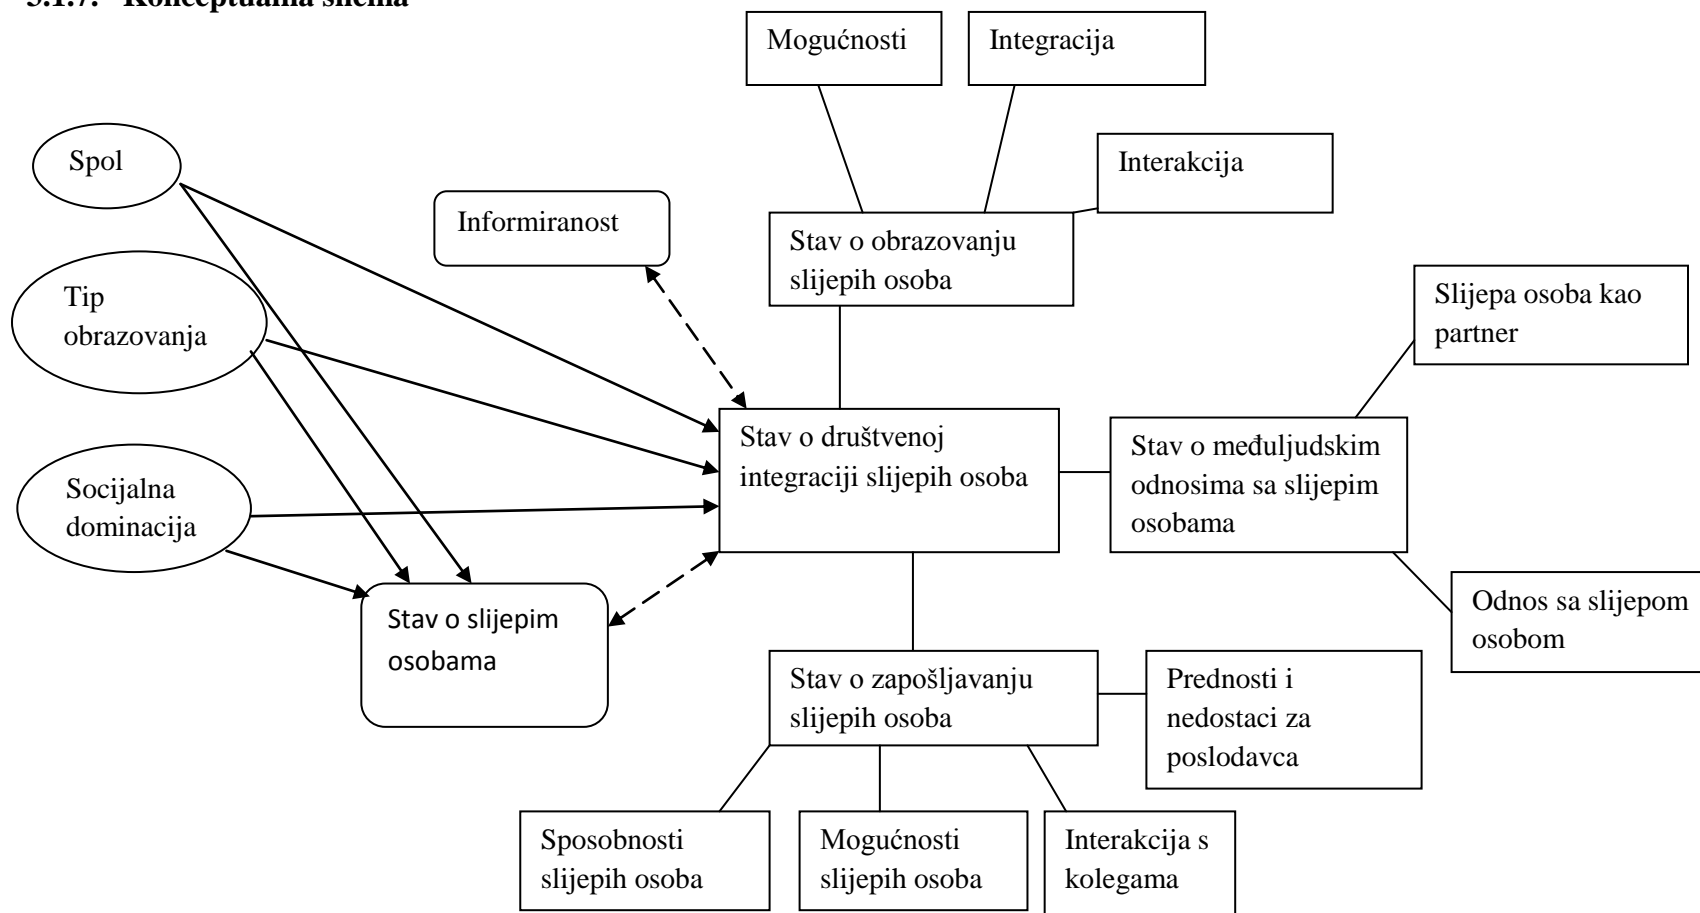 3.1.7. Konceptualna shema
Mogućnosti
Integracija
Interakcija
Spol
Informiranost
Stav o obrazovanju
slijepih osoba
Tip
obrazovanja
Slijepa osoba kao
partner
Stav o društvenoj
integraciji slijepih osoba
Stav o međuljudskim
odnosima sa slijepim
osobama
Socijalna
dominacija
Stav o slijepim
osobama
Odnos sa slijepom
osobom
Stav o zapošljavanju
slijepih osoba
Prednosti i
nedostaci za
poslodavca
Sposobnosti
slijepih osoba
Mogućnosti
slijepih osoba
Interakcija s
kolegama